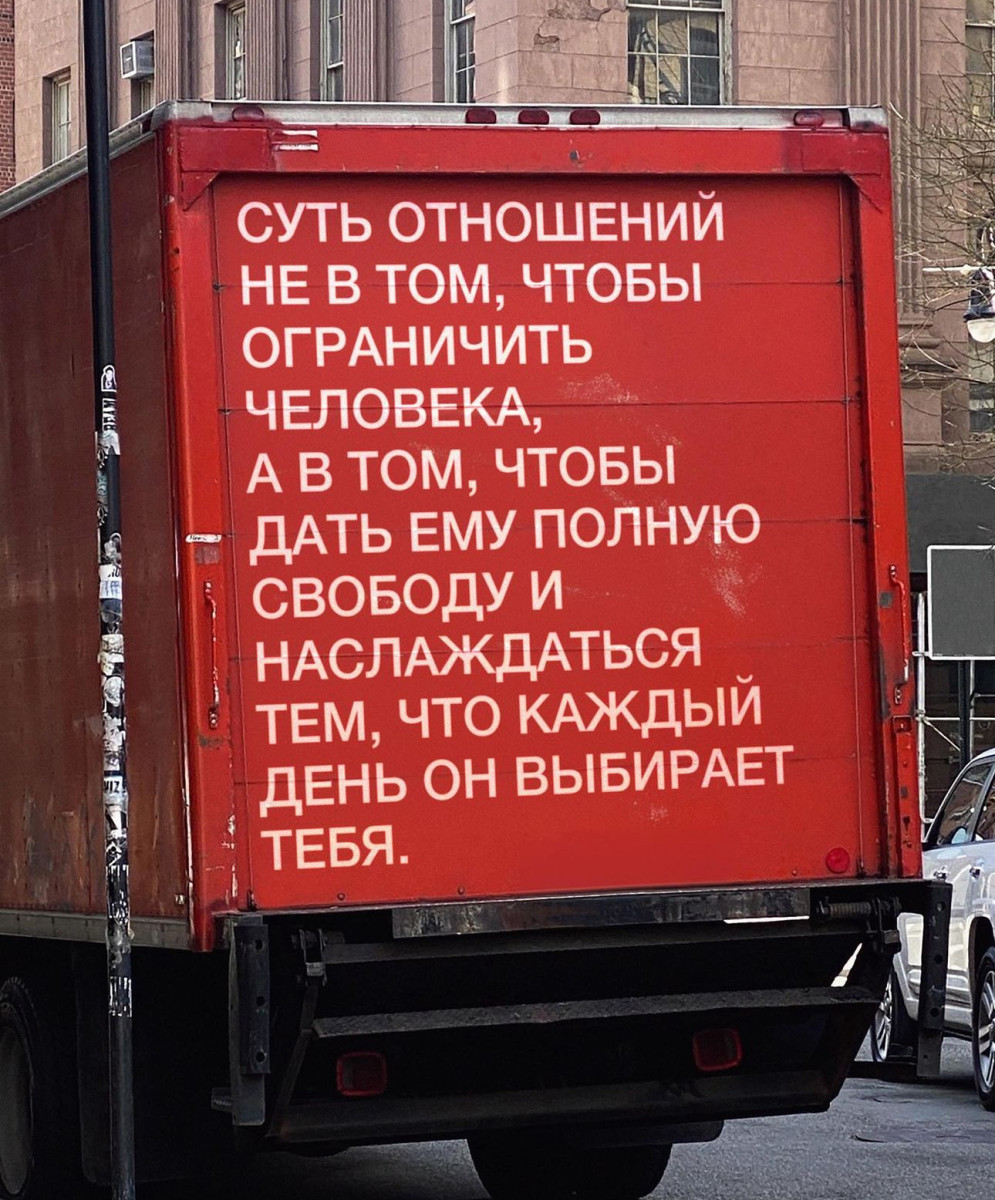 СУТЬ ОТНОШЕНИЙ
НЕ В ТОМ, ЧТОБЫ
ОГРАНИЧИТЬ
ЧЕЛОВЕКА,
А В ТОМ, ЧТОБЫ
ДАТЬ ЕМУ ПОЛНУЮ
СВОБОДУ И
НАСЛАЖДАТЬСЯ
ТЕМ, ЧТО КАЖДЫЙ
ДЕНЬ ОН ВЫБИРАЕТ
ТЕБЯ.